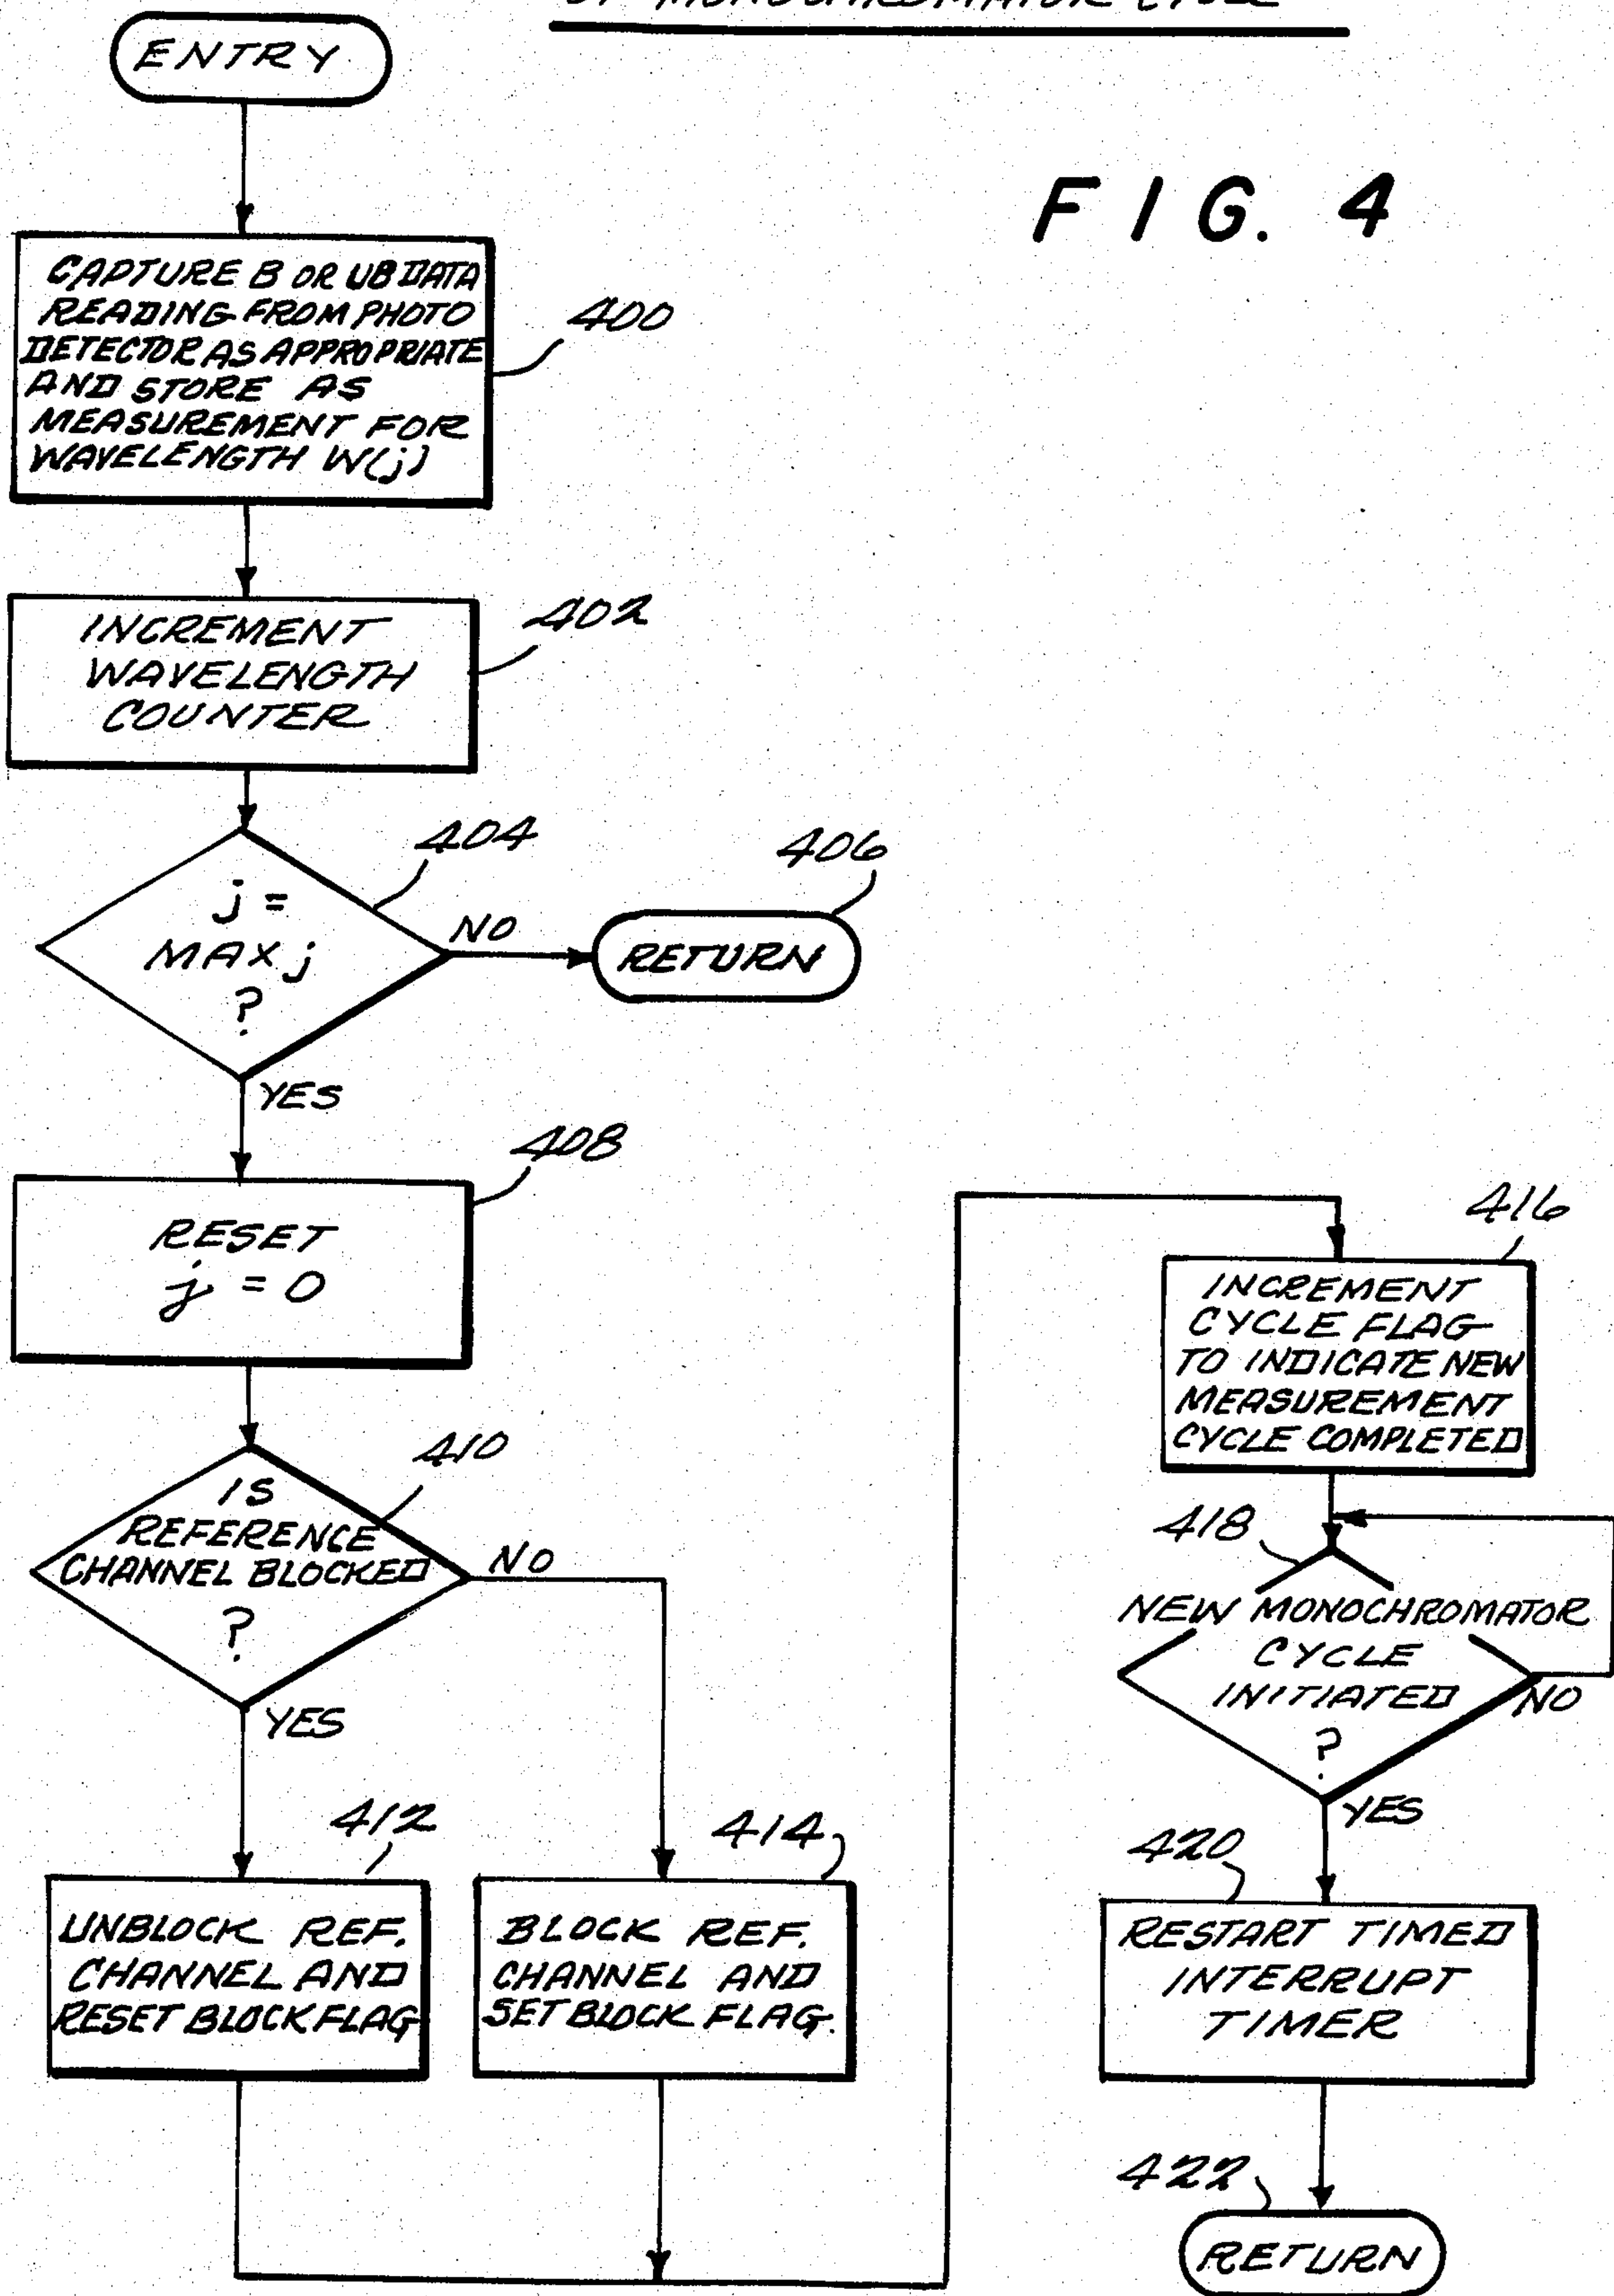 ENTRY
FIG. 4
CAPTURE B OR UB DATA
READING FROM PHOTO
DETECTOR AS APPROPRIATE
AND STORE AS
MEASUREMENT FOR
WAVELENGTH W(j)
400
INCREMENT
WAVELENGTH
COUNTER
402
j =
MAX j
?
404
NO
RETURN
406
YES
RESET
j = 0
408
IS
REFERENCE
CHANNEL BLOCKED
?
410
NO
YES
UNBLOCK REF.
CHANNEL AND
RESET BLOCK FLAG
412
BLOCK REF.
CHANNEL AND
SET BLOCK FLAG.
414
INCREMENT
CYCLE FLAG
TO INDICATE NEW
MEASUREMENT
CYCLE COMPLETED
416
418
NEW MONOCHROMATOR
CYCLE
INITIATED
?
NO
YES
420
RESTART TIMED
INTERRUPT
TIMER
422
RETURN